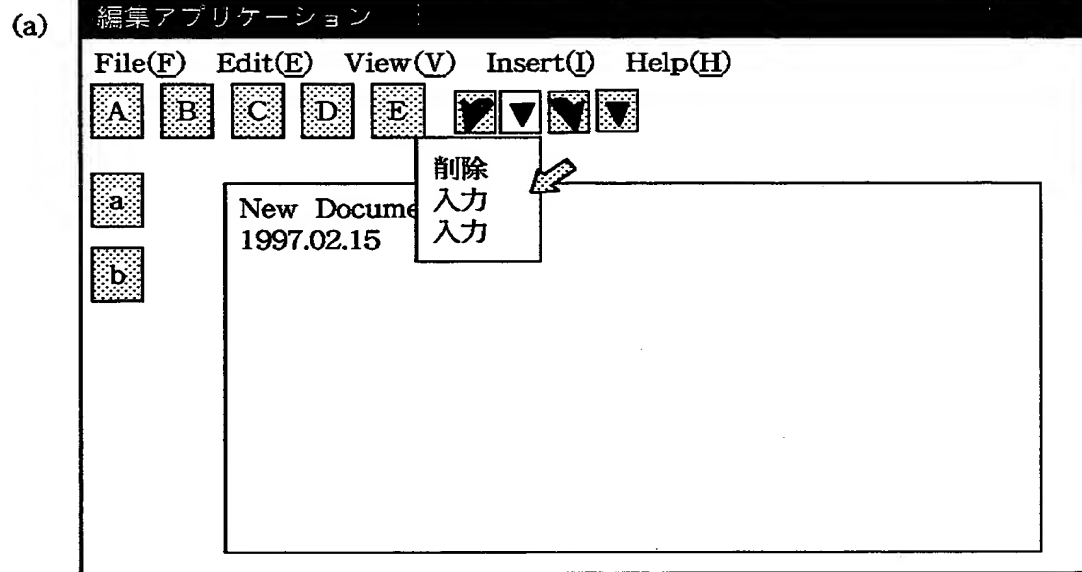 (a)
編集アプリケーション
File(F) Edit(E) View(V) Insert(I) Help(H)
A B C D E
削除
入力
入力
a
b
New Docume
1997.02.15